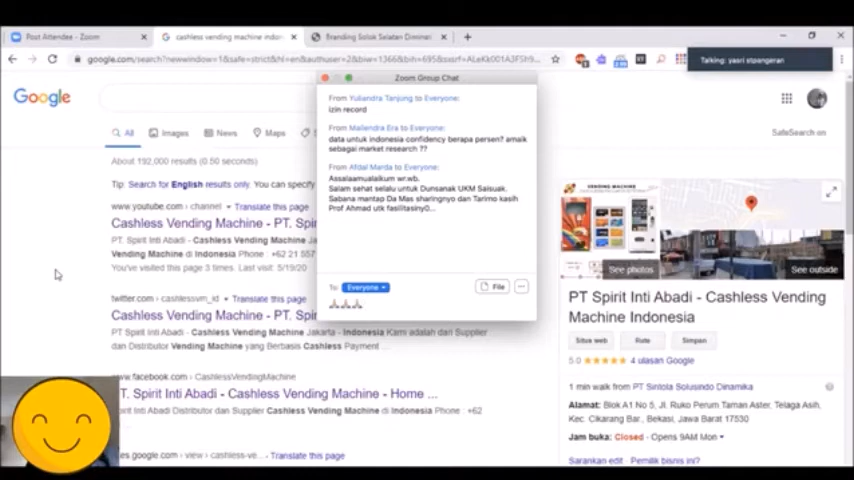 Post Attendee - Zoom
cashless vending machine indon
Branding Solok Selatan Diminat
google.com/search?newwindow=1&safe=strict&hl=en&authuser=2&biw=1366&bih=695&sxsrf=ALeKk001A3F5h9...
Talking: yasri stpangeran
Google
All
Images
News
Maps
SafeSearch on
About 192,000 results (0.50 seconds)
Tip: Search for English results only. You can specify
www.youtube.com › channel Translate this page
Cashless Vending Machine - PT. Spirit
PT. Spirit Inti Abadi - Cashless Vending Machine Ja
Vending Machine di Indonesia Phone : +62 21 557
You've visited this page 3 times. Last visit: 5/19/20
twitter.com › cashlessvm_id Translate this page
Cashless Vending Machine - PT. Spirit
PT. Spirit Inti Abadi - Cashless Vending Machine Jakarta - Indonesia Kami adalah dari Supplier
dan Distributor Vending Machine yang Berbasis Cashless Payment ...
www.facebook.com › CashlessVendingMachine
PT. Spirit Inti Abadi - Cashless Vending Machine - Home ...
Spirit Inti Abadi Distributor dan Supplier Cashless Vending Machine di Indonesia Phone : +62
sites.google.com › view › cashless-ve... Translate this page
Zoom Group Chat
From Yuliandra Tanjung to Everyone:
izin record
From Mailendra Era to Everyone:
data untuk indonesia confidency berapa persen? amaik
sebagai market research ??
From Afdal Marda to Everyone:
Assalaamualaikum wr.wb.
Salam sehat selalu untuk Dunsanak UKM Saisuak.
Sabana mantap Da Mas sharingnyo dan Tarimo kasih
Prof Ahmad utk fasilitasiny0...
To: Everyone
File
🙏🙏🙏
VENDING MACHINE
See photos
See outside
PT Spirit Inti Abadi - Cashless Vending
Machine Indonesia
Situs web
Rute
Simpan
5.0 4 ulasan Google
1 min walk from PT Sintola Solusindo Dinamika
Alamat: Blok A1 No 5, Jl. Ruko Perum Taman Aster, Telaga Asih,
Kec. Cikarang Bar., Bekasi, Jawa Barat 17530
Jam buka: Closed · Opens 9AM Mon
Sarankan edit · Pemilik bisnis ini?